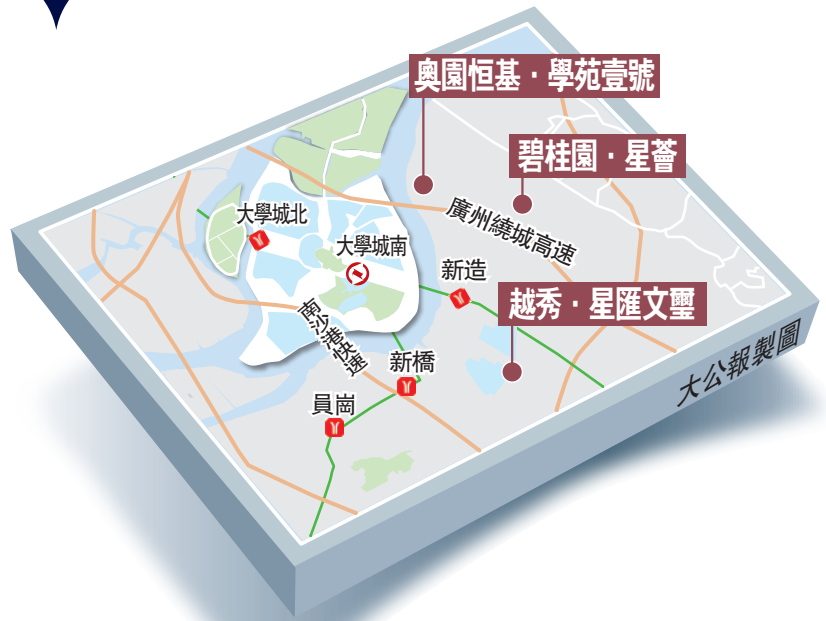 奧園恒基·學苑壹號
碧桂園·星薈
廣州繞城高速
大學城北
大學城南
新造
越秀·星匯文璽
南沙港快速
新橋
員崗
大公報製圖